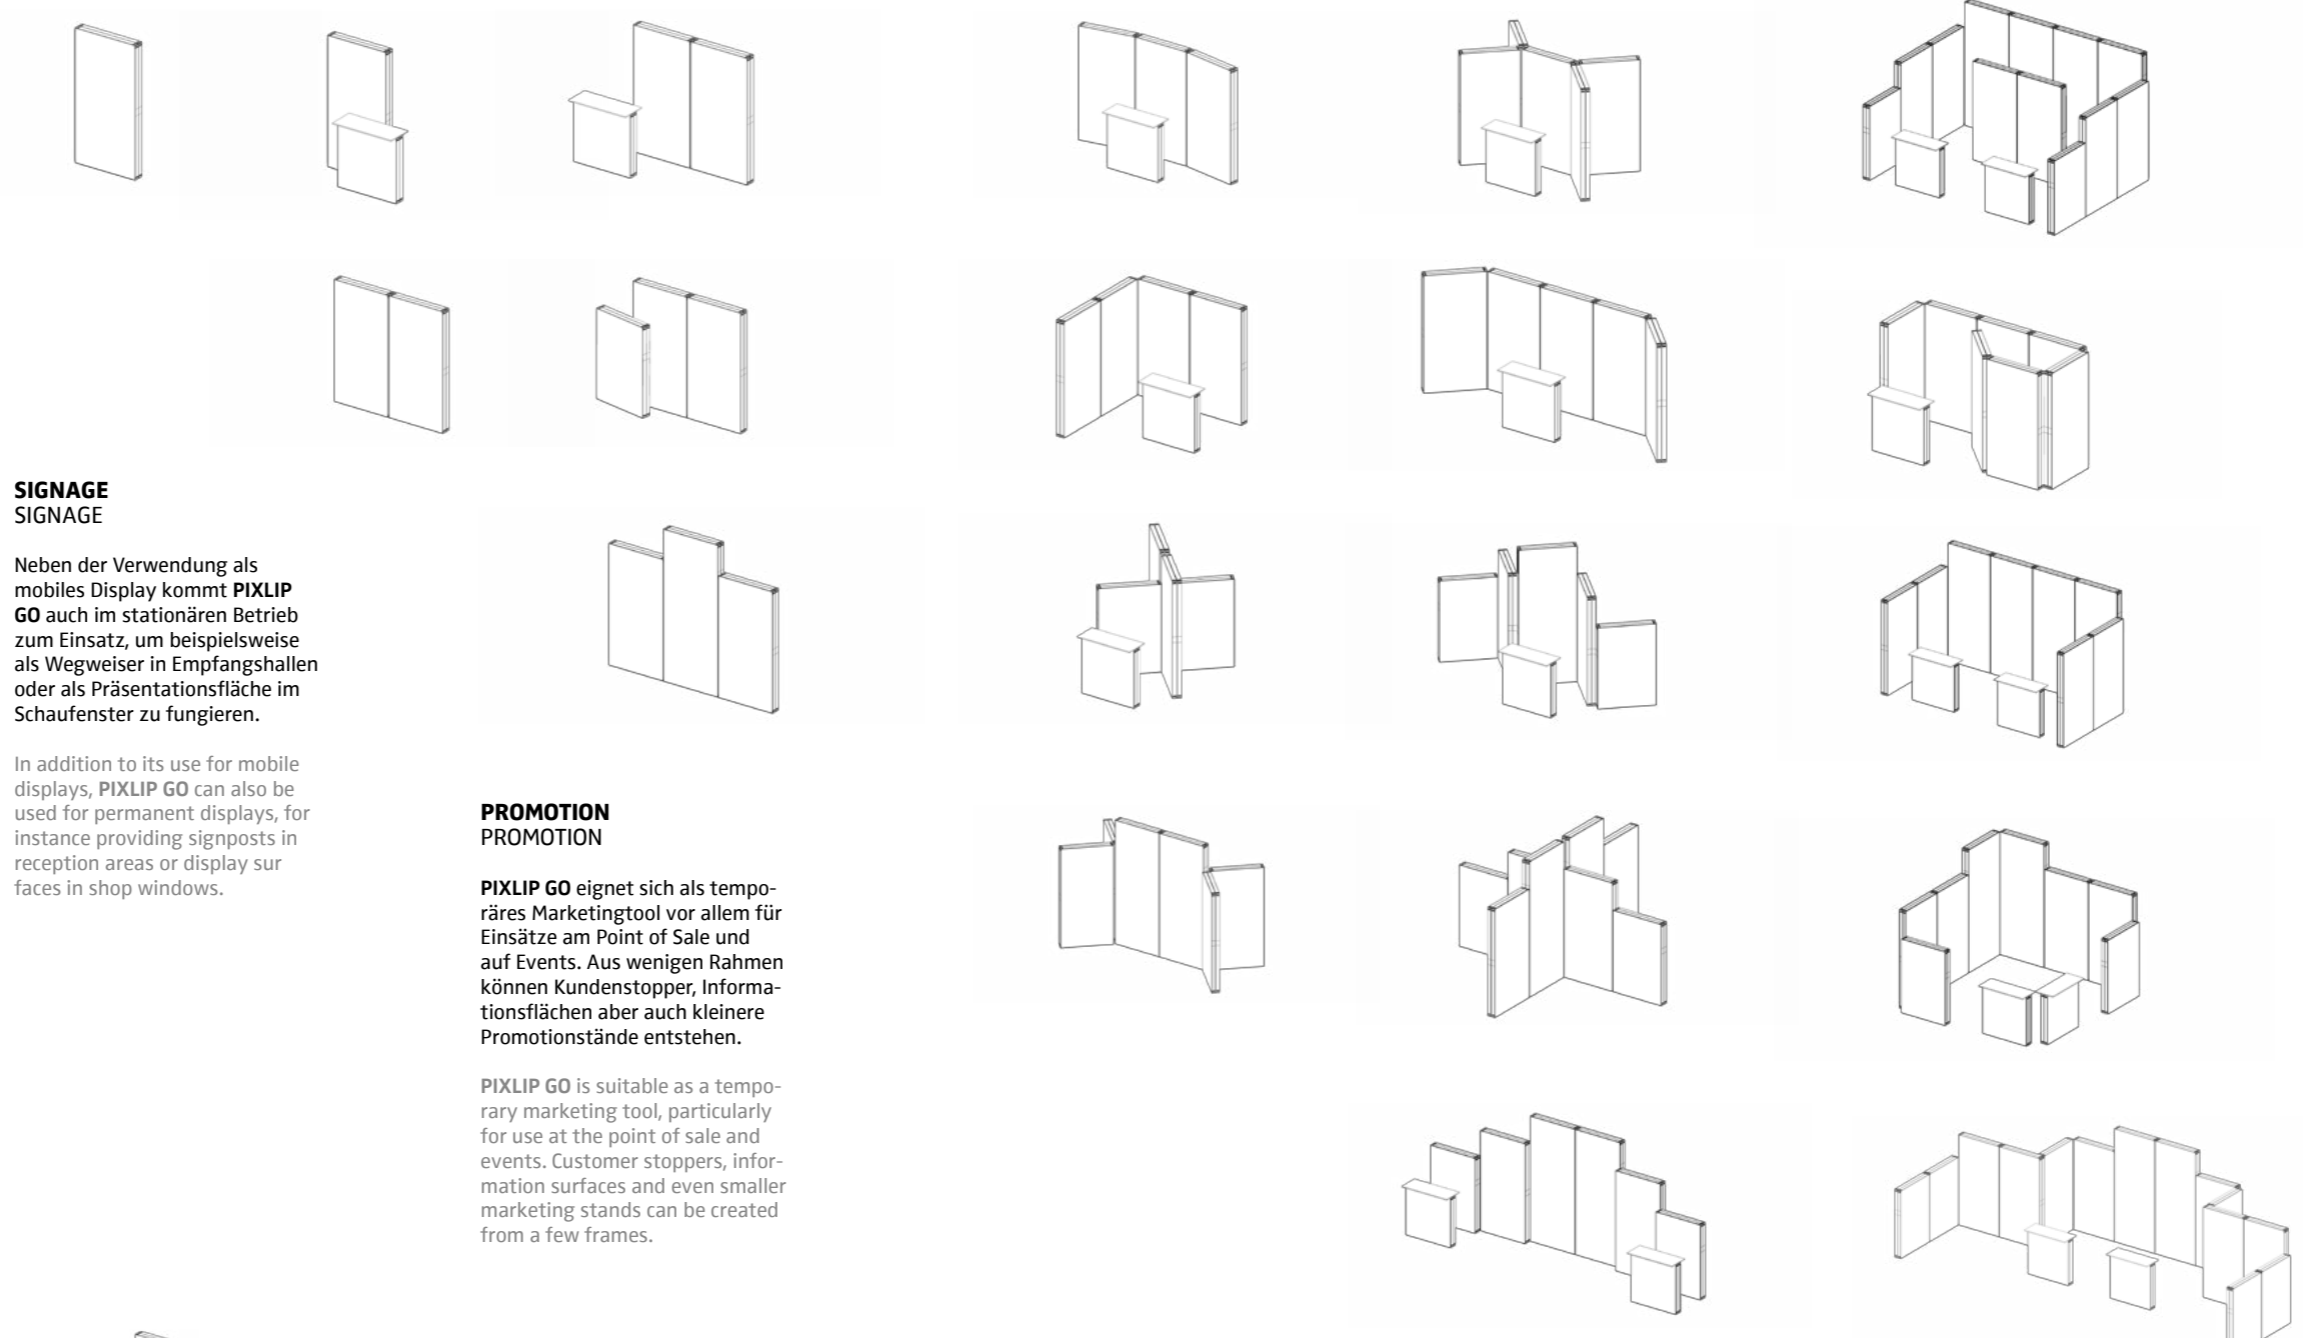 SIGNAGE
SIGNAGE
Neben der Verwendung als
mobiles Display kommt PIXLIP
GO auch im stationären Betrieb
zum Einsatz, um beispielsweise
als Wegweiser in Empfangshallen
oder als Präsentationsfläche im
Schaufenster zu fungieren.
In addition to its use for mobile
displays, PIXLIP GO can also be
used for permanent displays, for
instance providing signposts in
reception areas or display sur
faces in shop windows.
PROMOTION
PROMOTION
PIXLIP GO eignet sich als tempo-
räres Marketingtool vor allem für
Einsätze am Point of Sale und
auf Events. Aus wenigen Rahmen
können Kundenstopper, Informa-
tionsflächen aber auch kleinere
Promotionstände entstehen.
PIXLIP GO is suitable as a tempo-
rary marketing tool, particularly
for use at the point of sale and
events. Customer stoppers, infor-
mation surfaces and even smaller
marketing stands can be created
from a few frames.